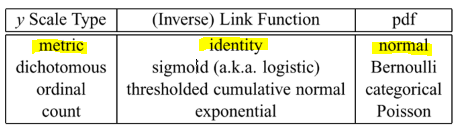 y Scale Type (Inverse) Link Function pdf
metric identity normal
dichotomous sigmoid (a.k.a. logistic) Bernoulli
ordinal thresholded cumulative normal categorical
count exponential Poisson